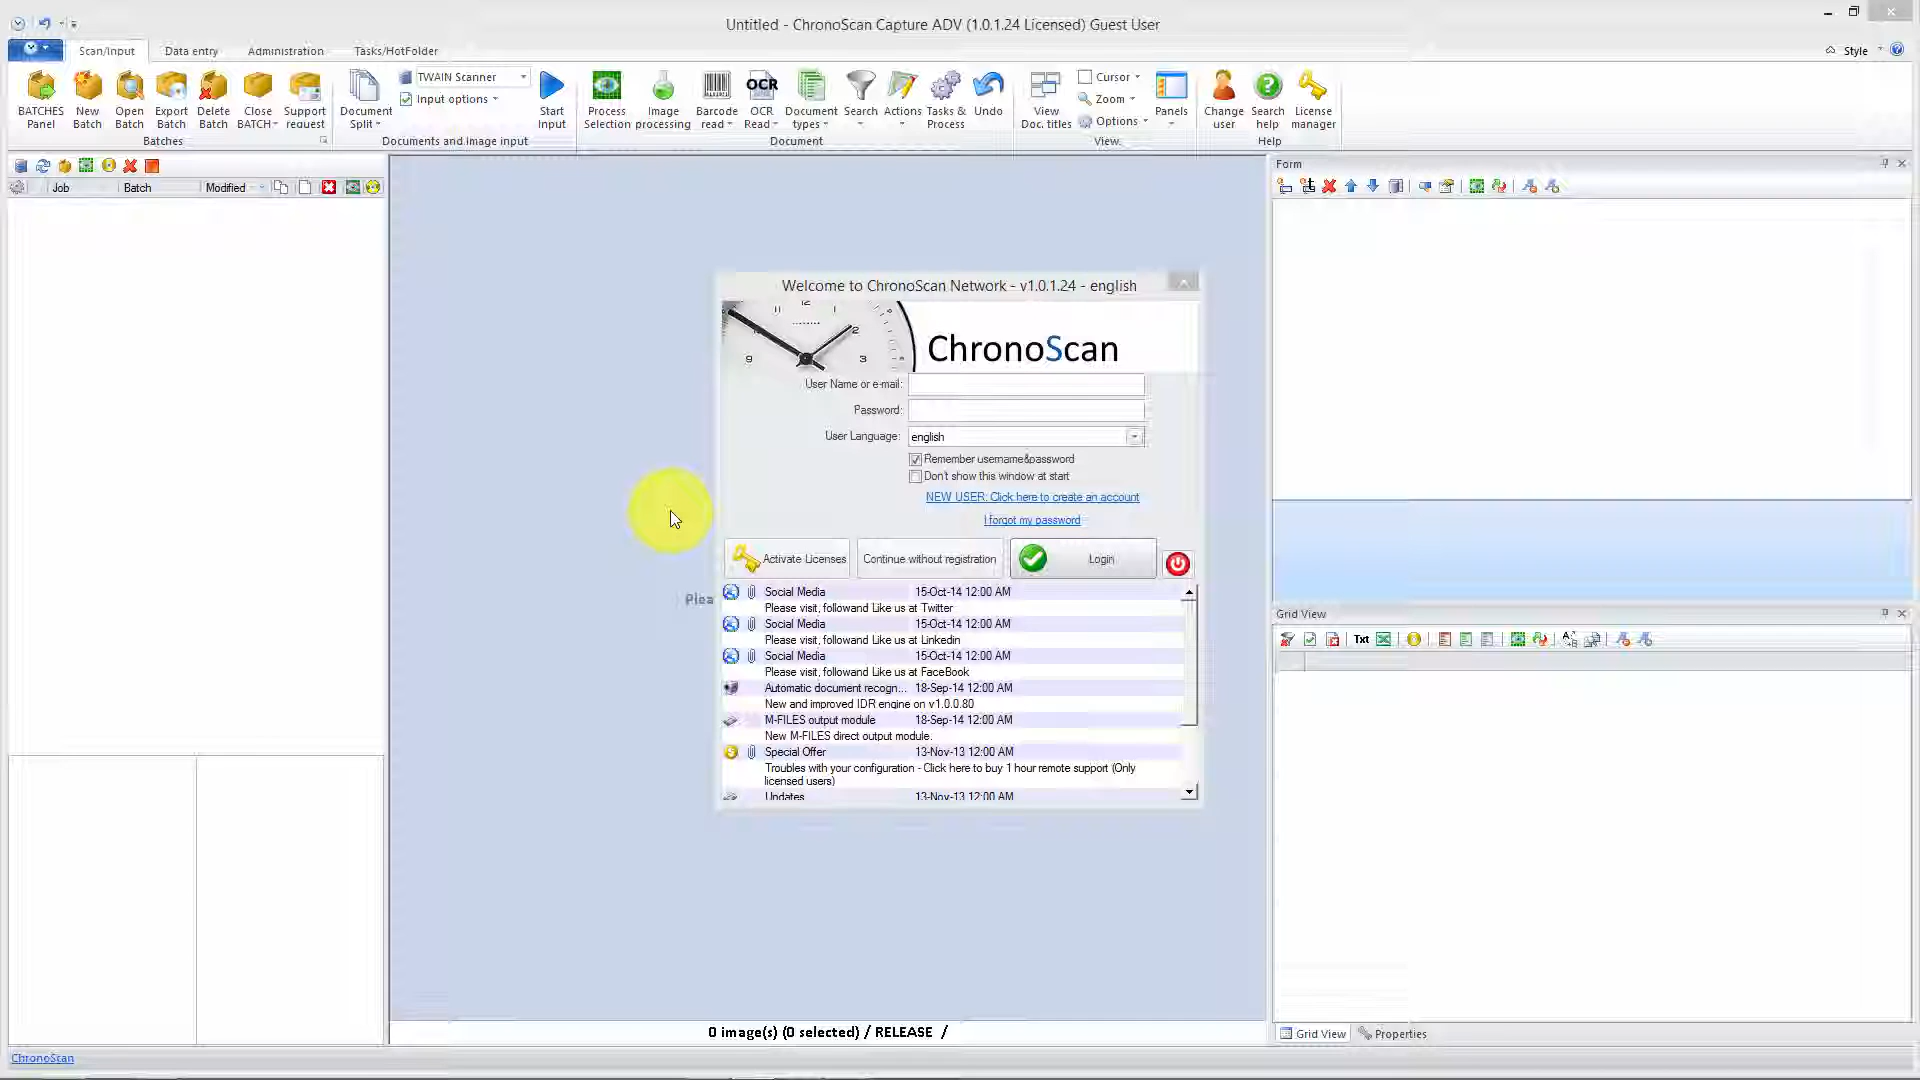 Untitled - ChronoScan Capture ADV (1.0.1.24 Licensed) Guest User
Scan/Input Data entry Administration Tasks/HotFolder Style
BATCHES Panel
New Batch
Open Batch
Export Batch
Delete Batch
Close BATCH
Support request
Batches
Document Split
TWAIN Scanner
Input options
Start Input
Documents and image input
Process Selection
Image processing
Barcode read
OCR
OCR Read
Document types
Search
Actions
Tasks & Process
Undo
Document
View Doc. titles
Cursor
Zoom
Options
Panels
View
Change user
Search help
License manager
Help
Job Batch Modified
Form
Welcome to ChronoScan Network - v1.0.1.24 - english
12 11 1 2 9 3
ChronoScan
User Name or e-mail:
Password:
User Language: english
Remember username&password
Don't show this window at start
NEW USER: Click here to create an account
I forgot my password
Activate Licenses Continue without registration Login
Plea
Social Media 15-Oct-14 12:00 AM
Please visit, followand Like us at Twitter
Social Media 15-Oct-14 12:00 AM
Please visit, followand Like us at Linkedin
Social Media 15-Oct-14 12:00 AM
Please visit, followand Like us at FaceBook
Automatic document recogn... 18-Sep-14 12:00 AM
New and improved IDR engine on v1.0.0.80
M-FILES output module 18-Sep-14 12:00 AM
New M-FILES direct output module.
Special Offer 13-Nov-13 12:00 AM
Troubles with your configuration - Click here to buy 1 hour remote support (Only
licensed users)
Updates 13-Nov-13 12:00 AM
Grid View
Txt
0 image(s) (0 selected) / RELEASE /
Grid View Properties
ChronoScan